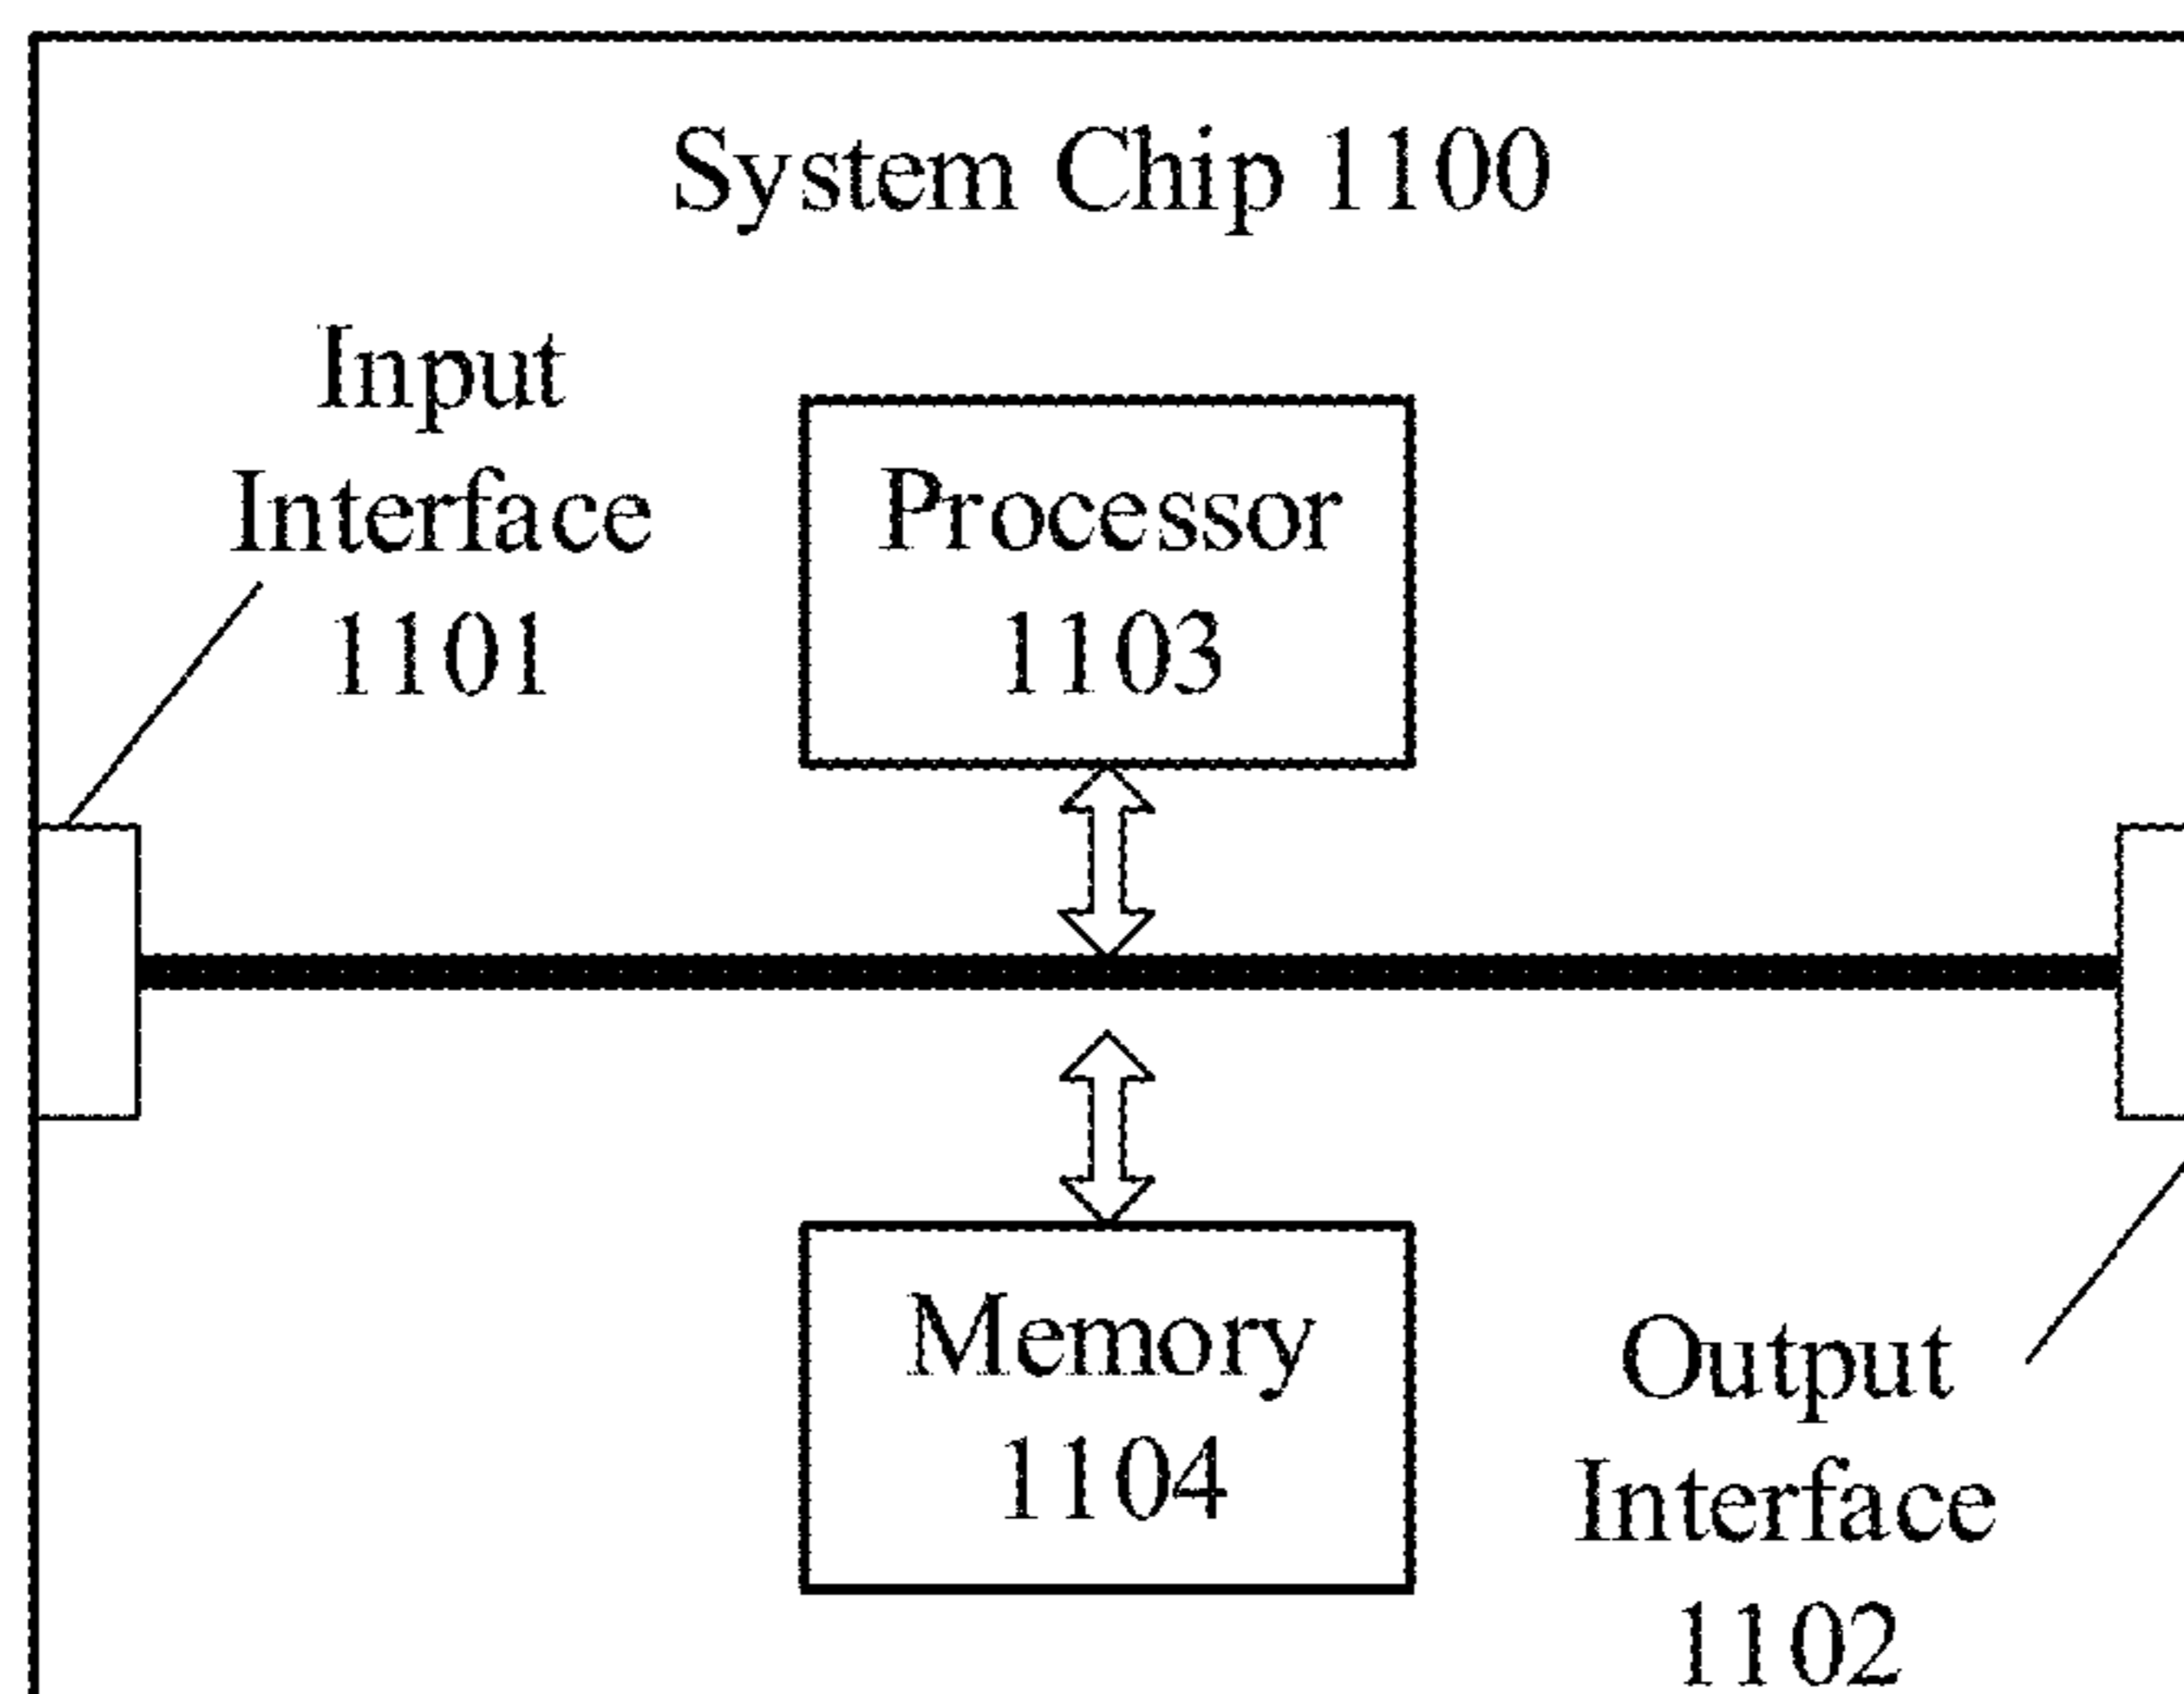 System Chip 1100
Input
Interface
1101
Processor
1103
Memory
1104
Output
Interface
1102